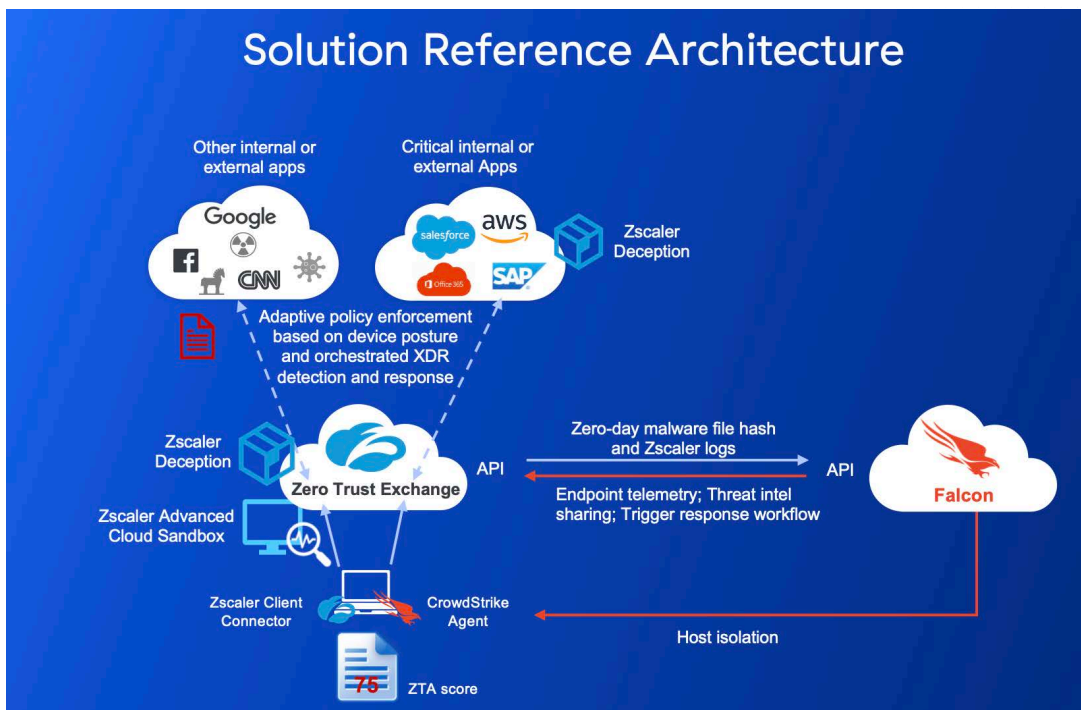 Solution Reference Architecture
Other internal or
external apps
Critical internal or
external Apps
Google
CNN
salesforce
aws
Office 365
SAP
Zscaler
Deception
Adaptive policy enforcement
based on device posture
and orchestrated XDR
detection and response
Zscaler
Deception
Zero Trust Exchange
API
Zero-day malware file hash
and Zscaler logs
API
Endpoint telemetry; Threat intel
sharing; Trigger response workflow
Falcon
Zscaler Advanced
Cloud Sandbox
Zscaler Client
Connector
CrowdStrike
Agent
Host isolation
75
ZTA score